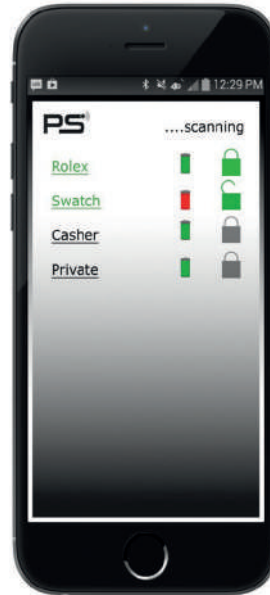 12:29 PM
PS
....scanning
Rolex
Swatch
Casher
Private